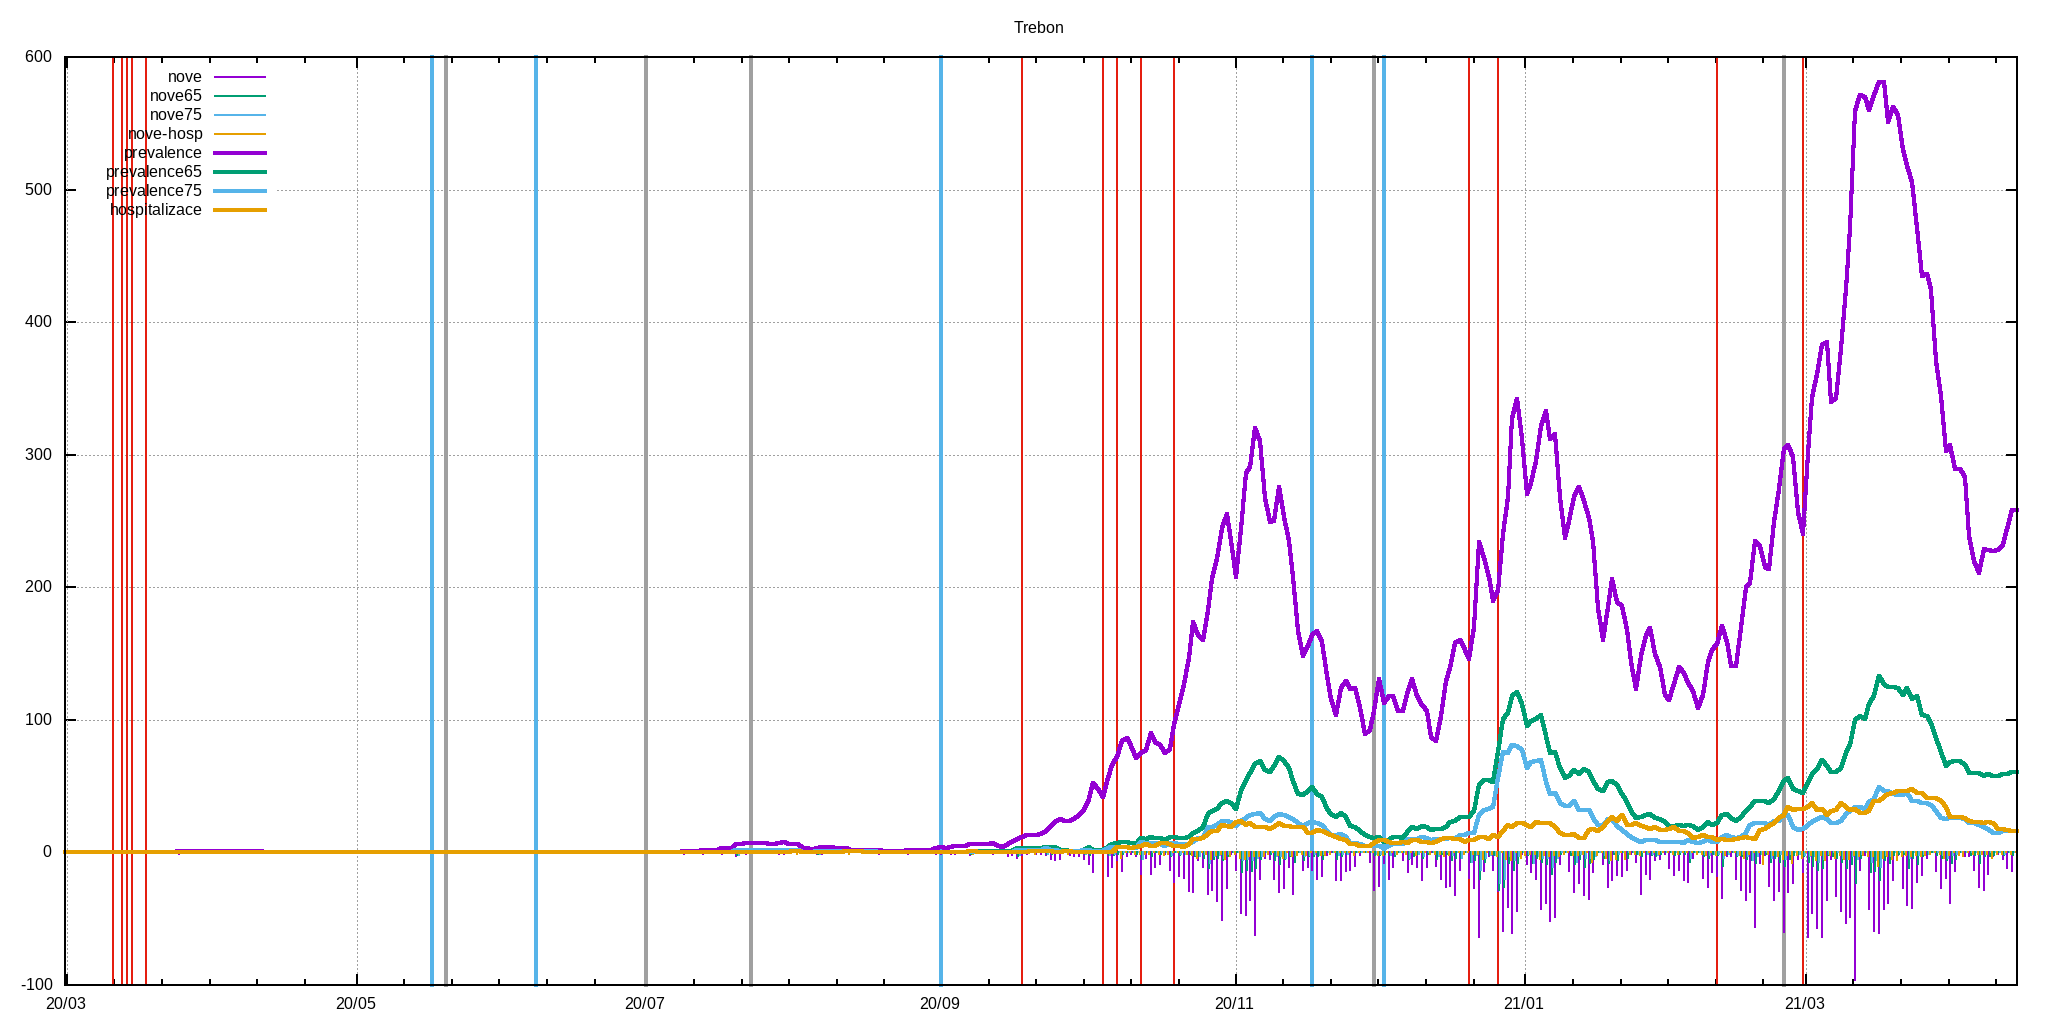 Trebon
600
500
400
300
200
100
0
-100
nove
nove65
nove75
nove-hosp
prevalence
prevalence65
prevalence75
hospitalizace
20/03 20/05 20/07 20/09 20/11 21/01 21/03